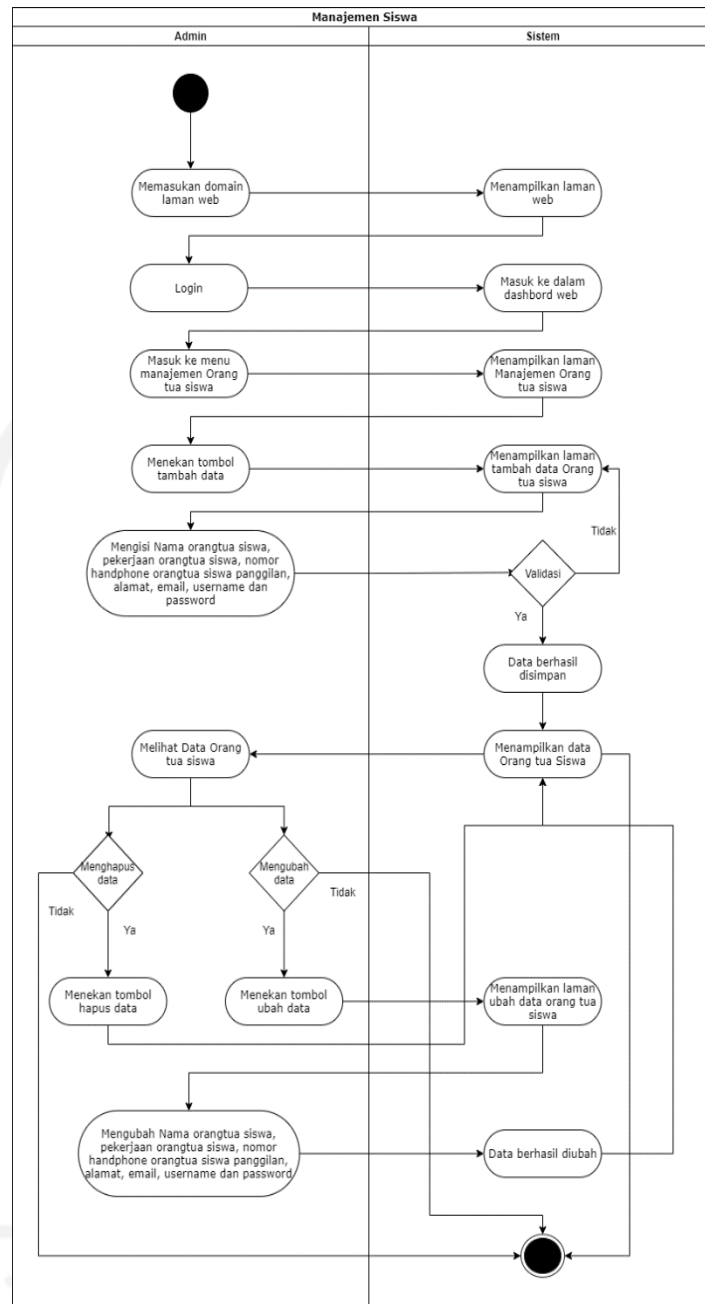 Manajemen Siswa
Admin
Sistem
Memasukan domain
laman web
Menampilkan laman
web
Login
Masuk ke dalam
dashbord web
Masuk ke menu
manajemen Orang
tua siswa
Menampilkan laman
Manajemen Orang
tua siswa
Menekan tombol
tambah data
Menampilkan laman
tambah data Orang
tua siswa
Tidak
Mengisi Nama orangtua siswa,
pekerjaan orangtua siswa, nomor
handphone orangtua siswa panggilan,
alamat, email, username dan
password
Validasi
Ya
Data berhasil
disimpan
Melihat Data Orang
tua siswa
Menampilkan data
Orang tua Siswa
Menghapus
data
Mengubah
data
Tidak
Tidak
Ya
Ya
Menekan tombol
hapus data
Menekan tombol
ubah data
Menampilkan laman
ubah data orang tua
siswa
Mengubah Nama orangtua siswa,
pekerjaan orangtua siswa, nomor
handphone orangtua siswa panggilan,
alamat, email, username dan password
Data berhasil diubah